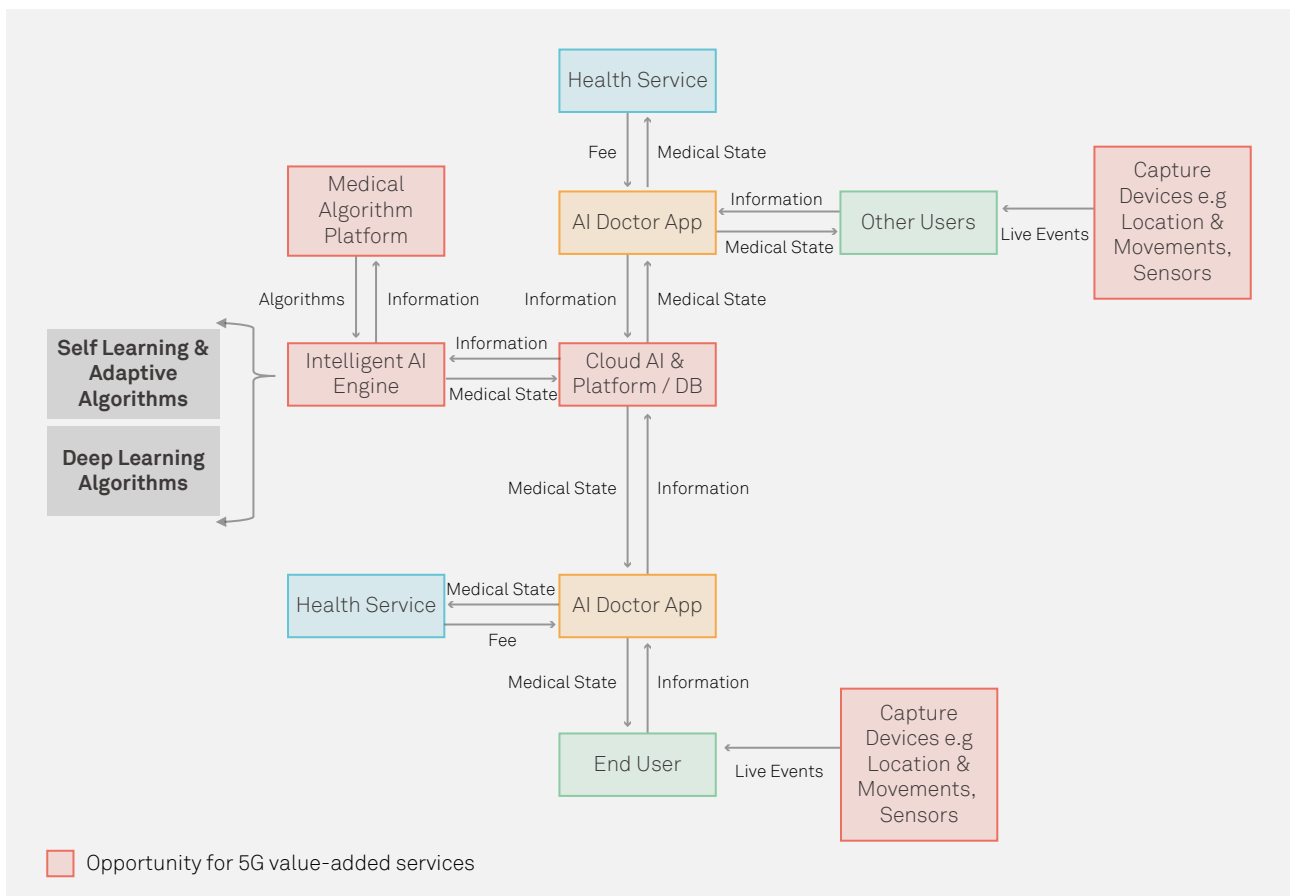 Health Service
Fee
Medical State
Medical
Algorithm
Platform
AI Doctor App
Information
Medical State
Other Users
Live Events
Capture
Devices e.g
Location &
Movements,
Sensors
Algorithms
Information
Information
Medical State
Self Learning &
Adaptive
Algorithms
Intelligent AI
Engine
Information
Medical State
Cloud AI &
Platform / DB
Deep Learning
Algorithms
Medical State
Information
Health Service
Medical State
Fee
AI Doctor App
Medical State
Information
End User
Live Events
Capture
Devices e.g
Location &
Movements,
Sensors
Opportunity for 5G value-added services